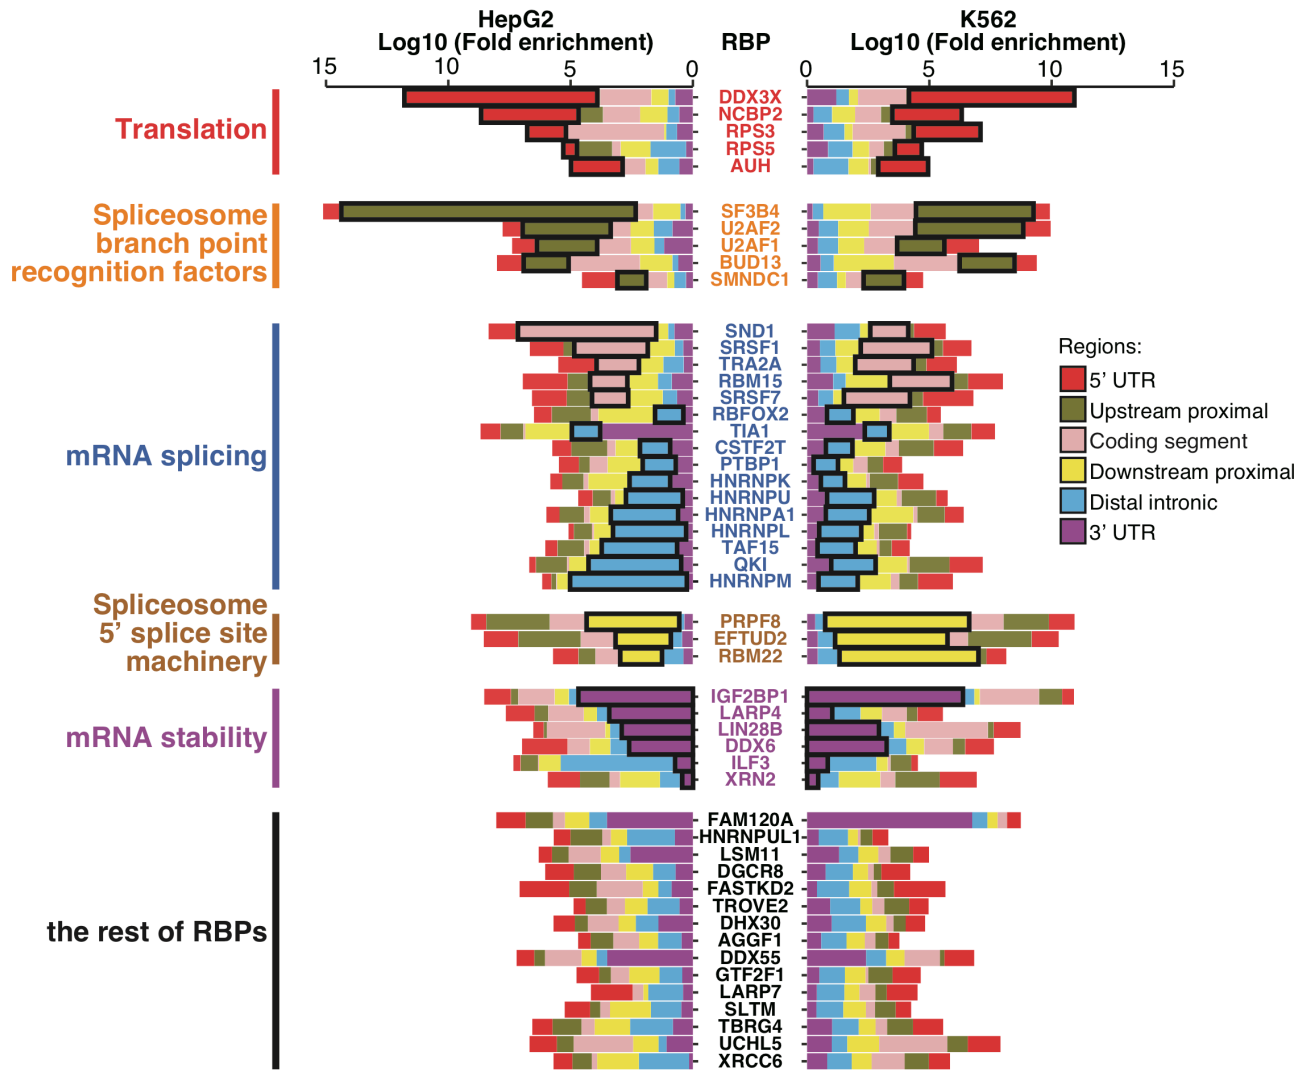 HepG2
Log10 (Fold enrichment)
RBP
K562
Log10 (Fold enrichment)
15 10 5 0
0 5 10 15
Translation
DDX3X
NCBP2
RPS3
RPS5
AUH
Spliceosome
branch point
recognition factors
SF3B4
U2AF2
U2AF1
BUD13
SMNDC1
mRNA splicing
SND1
SRSF1
TRA2A
RBM15
SRSF7
RBFOX2
TIA1
CSTF2T
PTBP1
HNRNPK
HNRNPU
HNRNPA1
HNRNPL
TAF15
QKI
HNRNPM
Regions:
5’ UTR
Upstream proximal
Coding segment
Downstream proximal
Distal intronic
3’ UTR
Spliceosome
5’ splice site
machinery
PRPF8
EFTUD2
RBM22
mRNA stability
IGF2BP1
LARP4
LIN28B
DDX6
ILF3
XRN2
the rest of RBPs
FAM120A
HNRNPUL1
LSM11
DGCR8
FASTKD2
TROVE2
DHX30
AGGF1
DDX55
GTF2F1
LARP7
SLTM
TBRG4
UCHL5
XRCC6